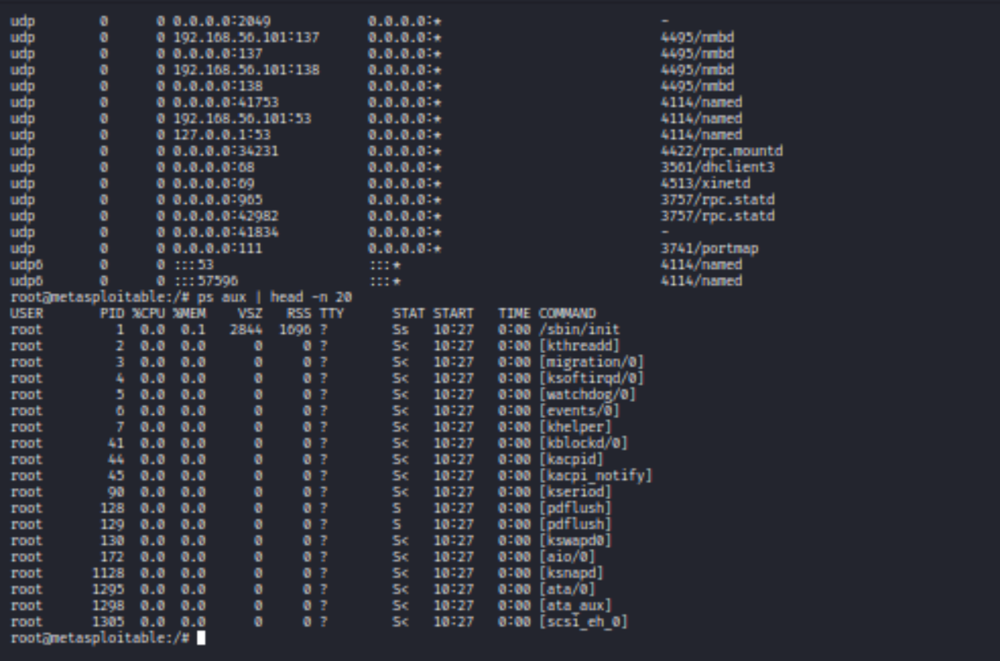 udp        0      0 0.0.0.0:2049            0.0.0.0:*                           -
udp        0      0 192.168.56.101:137      0.0.0.0:*                           4495/nmbd
udp        0      0 0.0.0.0:137             0.0.0.0:*                           4495/nmbd
udp        0      0 192.168.56.101:138      0.0.0.0:*                           4495/nmbd
udp        0      0 0.0.0.0:138             0.0.0.0:*                           4495/nmbd
udp        0      0 0.0.0.0:41753           0.0.0.0:*                           4114/named
udp        0      0 192.168.56.101:53       0.0.0.0:*                           4114/named
udp        0      0 127.0.0.1:53            0.0.0.0:*                           4114/named
udp        0      0 0.0.0.0:34231           0.0.0.0:*                           4422/rpc.mountd
udp        0      0 0.0.0.0:68              0.0.0.0:*                           3561/dhclient3
udp        0      0 0.0.0.0:69              0.0.0.0:*                           4513/xinetd
udp        0      0 0.0.0.0:965             0.0.0.0:*                           3757/rpc.statd
udp        0      0 0.0.0.0:42982           0.0.0.0:*                           3757/rpc.statd
udp        0      0 0.0.0.0:41834           0.0.0.0:*                           -
udp        0      0 0.0.0.0:111             0.0.0.0:*                           3741/portmap
udp6       0      0 :::53                   :::*                                4114/named
udp6       0      0 :::57596                :::*                                4114/named
root@metasploitable:/# ps aux | head -n 20
USER       PID %CPU %MEM    VSZ   RSS TTY      STAT START   TIME COMMAND
root         1  0.0  0.1   2844  1696 ?        Ss   10:27   0:00 /sbin/init
root         2  0.0  0.0      0     0 ?        S<   10:27   0:00 [kthreadd]
root         3  0.0  0.0      0     0 ?        S<   10:27   0:00 [migration/0]
root         4  0.0  0.0      0     0 ?        S<   10:27   0:00 [ksoftirqd/0]
root         5  0.0  0.0      0     0 ?        S<   10:27   0:00 [watchdog/0]
root         6  0.0  0.0      0     0 ?        S<   10:27   0:00 [events/0]
root         7  0.0  0.0      0     0 ?        S<   10:27   0:00 [khelper]
root        41  0.0  0.0      0     0 ?        S<   10:27   0:00 [kblockd/0]
root        44  0.0  0.0      0     0 ?        S<   10:27   0:00 [kacpid]
root        45  0.0  0.0      0     0 ?        S<   10:27   0:00 [kacpi_notify]
root        90  0.0  0.0      0     0 ?        S<   10:27   0:00 [kseriod]
root       128  0.0  0.0      0     0 ?        S    10:27   0:00 [pdflush]
root       129  0.0  0.0      0     0 ?        S    10:27   0:00 [pdflush]
root       130  0.0  0.0      0     0 ?        S<   10:27   0:00 [kswapd0]
root       172  0.0  0.0      0     0 ?        S<   10:27   0:00 [aio/0]
root      1128  0.0  0.0      0     0 ?        S<   10:27   0:00 [ksnapd]
root      1295  0.0  0.0      0     0 ?        S<   10:27   0:00 [ata/0]
root      1298  0.0  0.0      0     0 ?        S<   10:27   0:00 [ata_aux]
root      1305  0.0  0.0      0     0 ?        S<   10:27   0:00 [scsi_eh_0]
root@metasploitable:/#